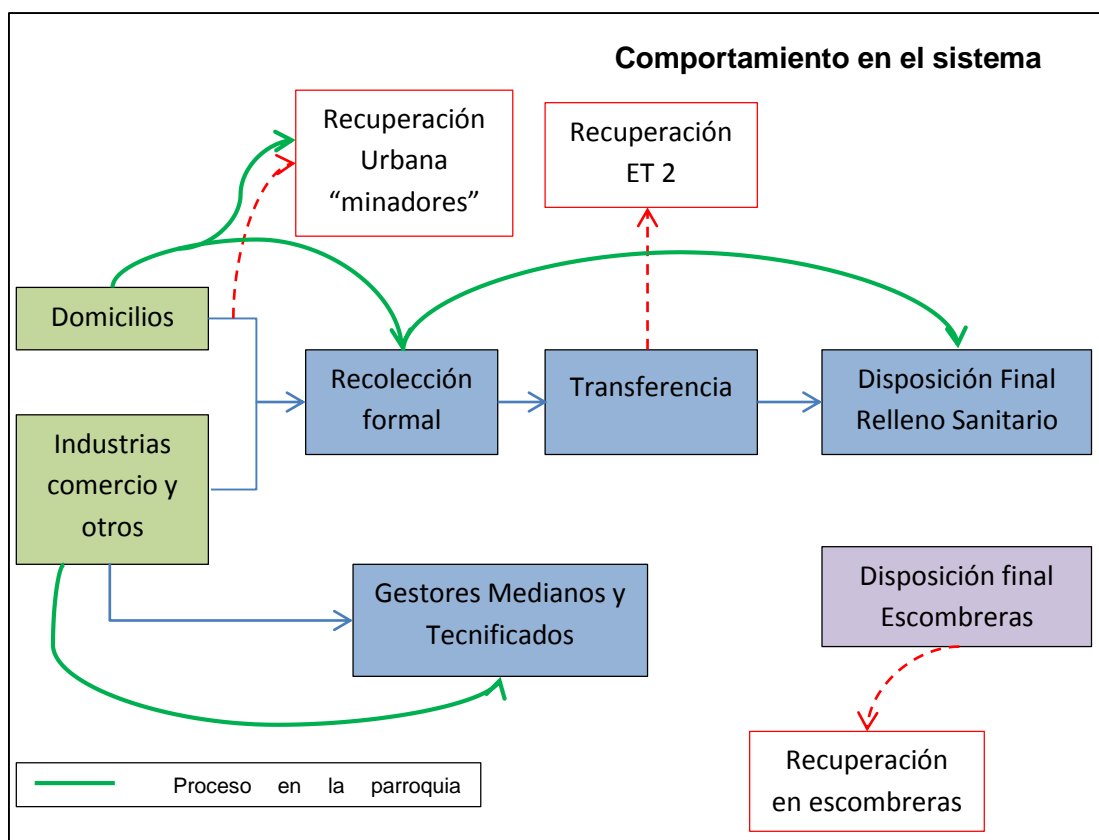 Comportamiento en el sistema
Recuperación
Urbana
“minadores”
Recuperación
ET 2
Domicilios
Recolección
formal
Transferencia
Disposición Final
Relleno Sanitario
Industrias
comercio y
otros
Gestores Medianos y
Tecnificados
Disposición final
Escombreras
Recuperación
en escombreras
Proceso en la parroquia